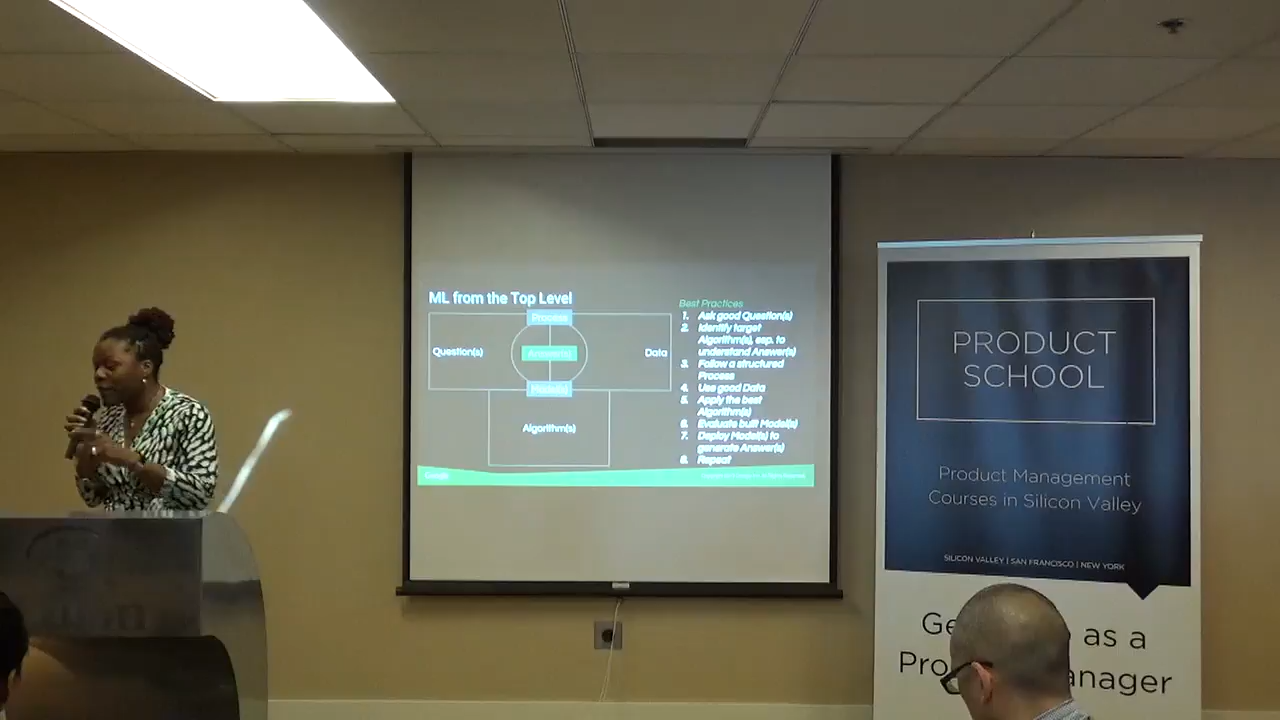 ML from the Top Level
Process
Question(s)
Answer(s)
Data
Model(s)
Algorithm(s)
Best Practices
1. Ask good Question(s)
2. Identify target
Algorithm(s), esp. to
understand Answer(s)
3. Follow a structured
Process
4. Use good Data
5. Apply the best
Algorithm(s)
6. Evaluate built Model(s)
7. Deploy Model(s) to
generate Answer(s)
8. Repeat
Google
PRODUCT
SCHOOL
Product Management
Courses in Silicon Valley
SILICON VALLEY | SAN FRANCISCO | NEW YORK
as a